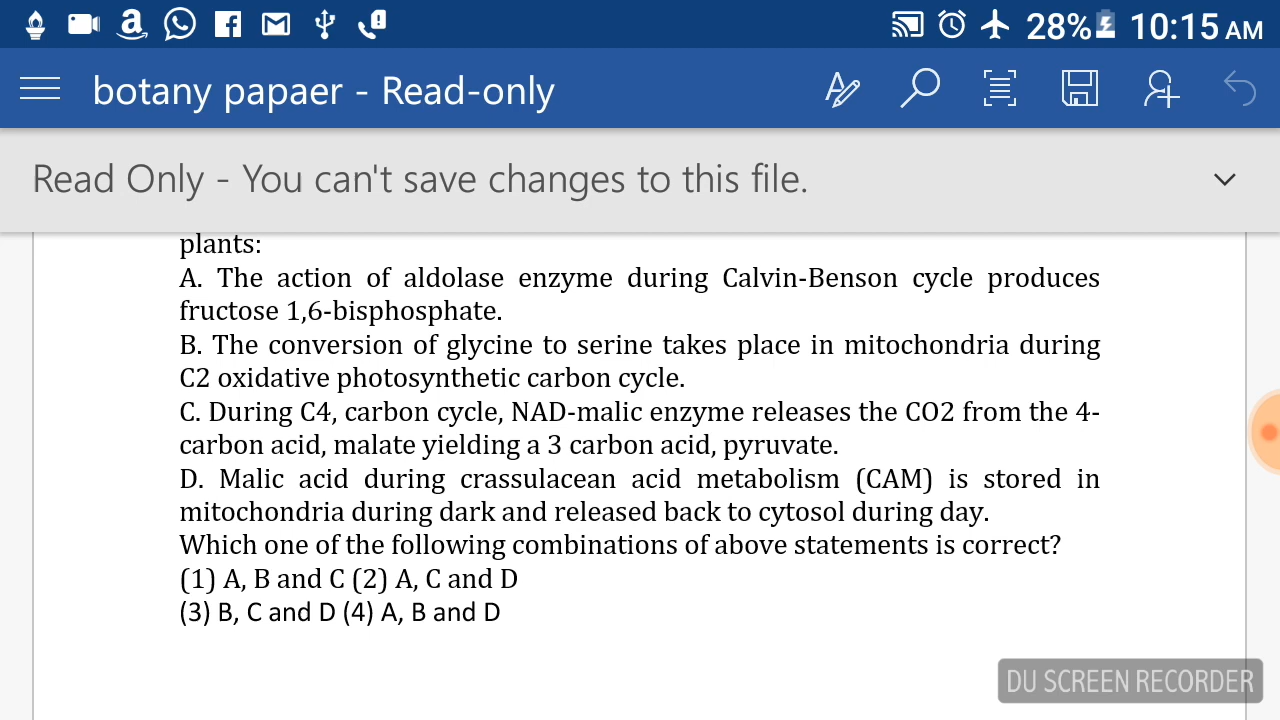 28% 10:15 AM
botany papaer - Read-only
Read Only - You can't save changes to this file.
plants:
A. The action of aldolase enzyme during Calvin-Benson cycle produces
fructose 1,6-bisphosphate.
B. The conversion of glycine to serine takes place in mitochondria during
C2 oxidative photosynthetic carbon cycle.
C. During C4, carbon cycle, NAD-malic enzyme releases the CO2 from the 4-
carbon acid, malate yielding a 3 carbon acid, pyruvate.
D. Malic acid during crassulacean acid metabolism (CAM) is stored in
mitochondria during dark and released back to cytosol during day.
Which one of the following combinations of above statements is correct?
(1) A, B and C (2) A, C and D
(3) B, C and D (4) A, B and D
DU SCREEN RECORDER